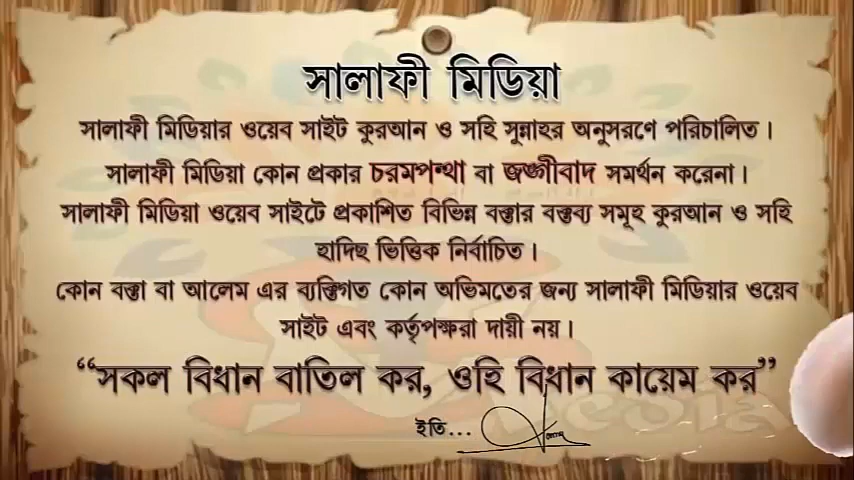 সালাফী মিডিয়া
সালাফী মিডিয়ার ওয়েব সাইট কুরআন ও সহি সুন্নাহর অনুসরণে পরিচালিত।
সালাফী মিডিয়া কোন প্রকার চরমপন্থা বা জঙ্গীবাদ সমর্থন করেনা।
সালাফী মিডিয়া ওয়েব সাইটে প্রকাশিত বিভিন্ন বক্তার বক্তব্য সমূহ কুরআন ও সহি
হাদিছ ভিত্তিক নির্বাচিত।
কোন বক্তা বা আলেম এর ব্যক্তিগত কোন অভিমতের জন্য সালাফী মিডিয়ার ওয়েব
সাইট এবং কর্তৃপক্ষরা দায়ী নয়।
“সকল বিধান বাতিল কর, ওহি বিধান কায়েম কর”
ইতি...